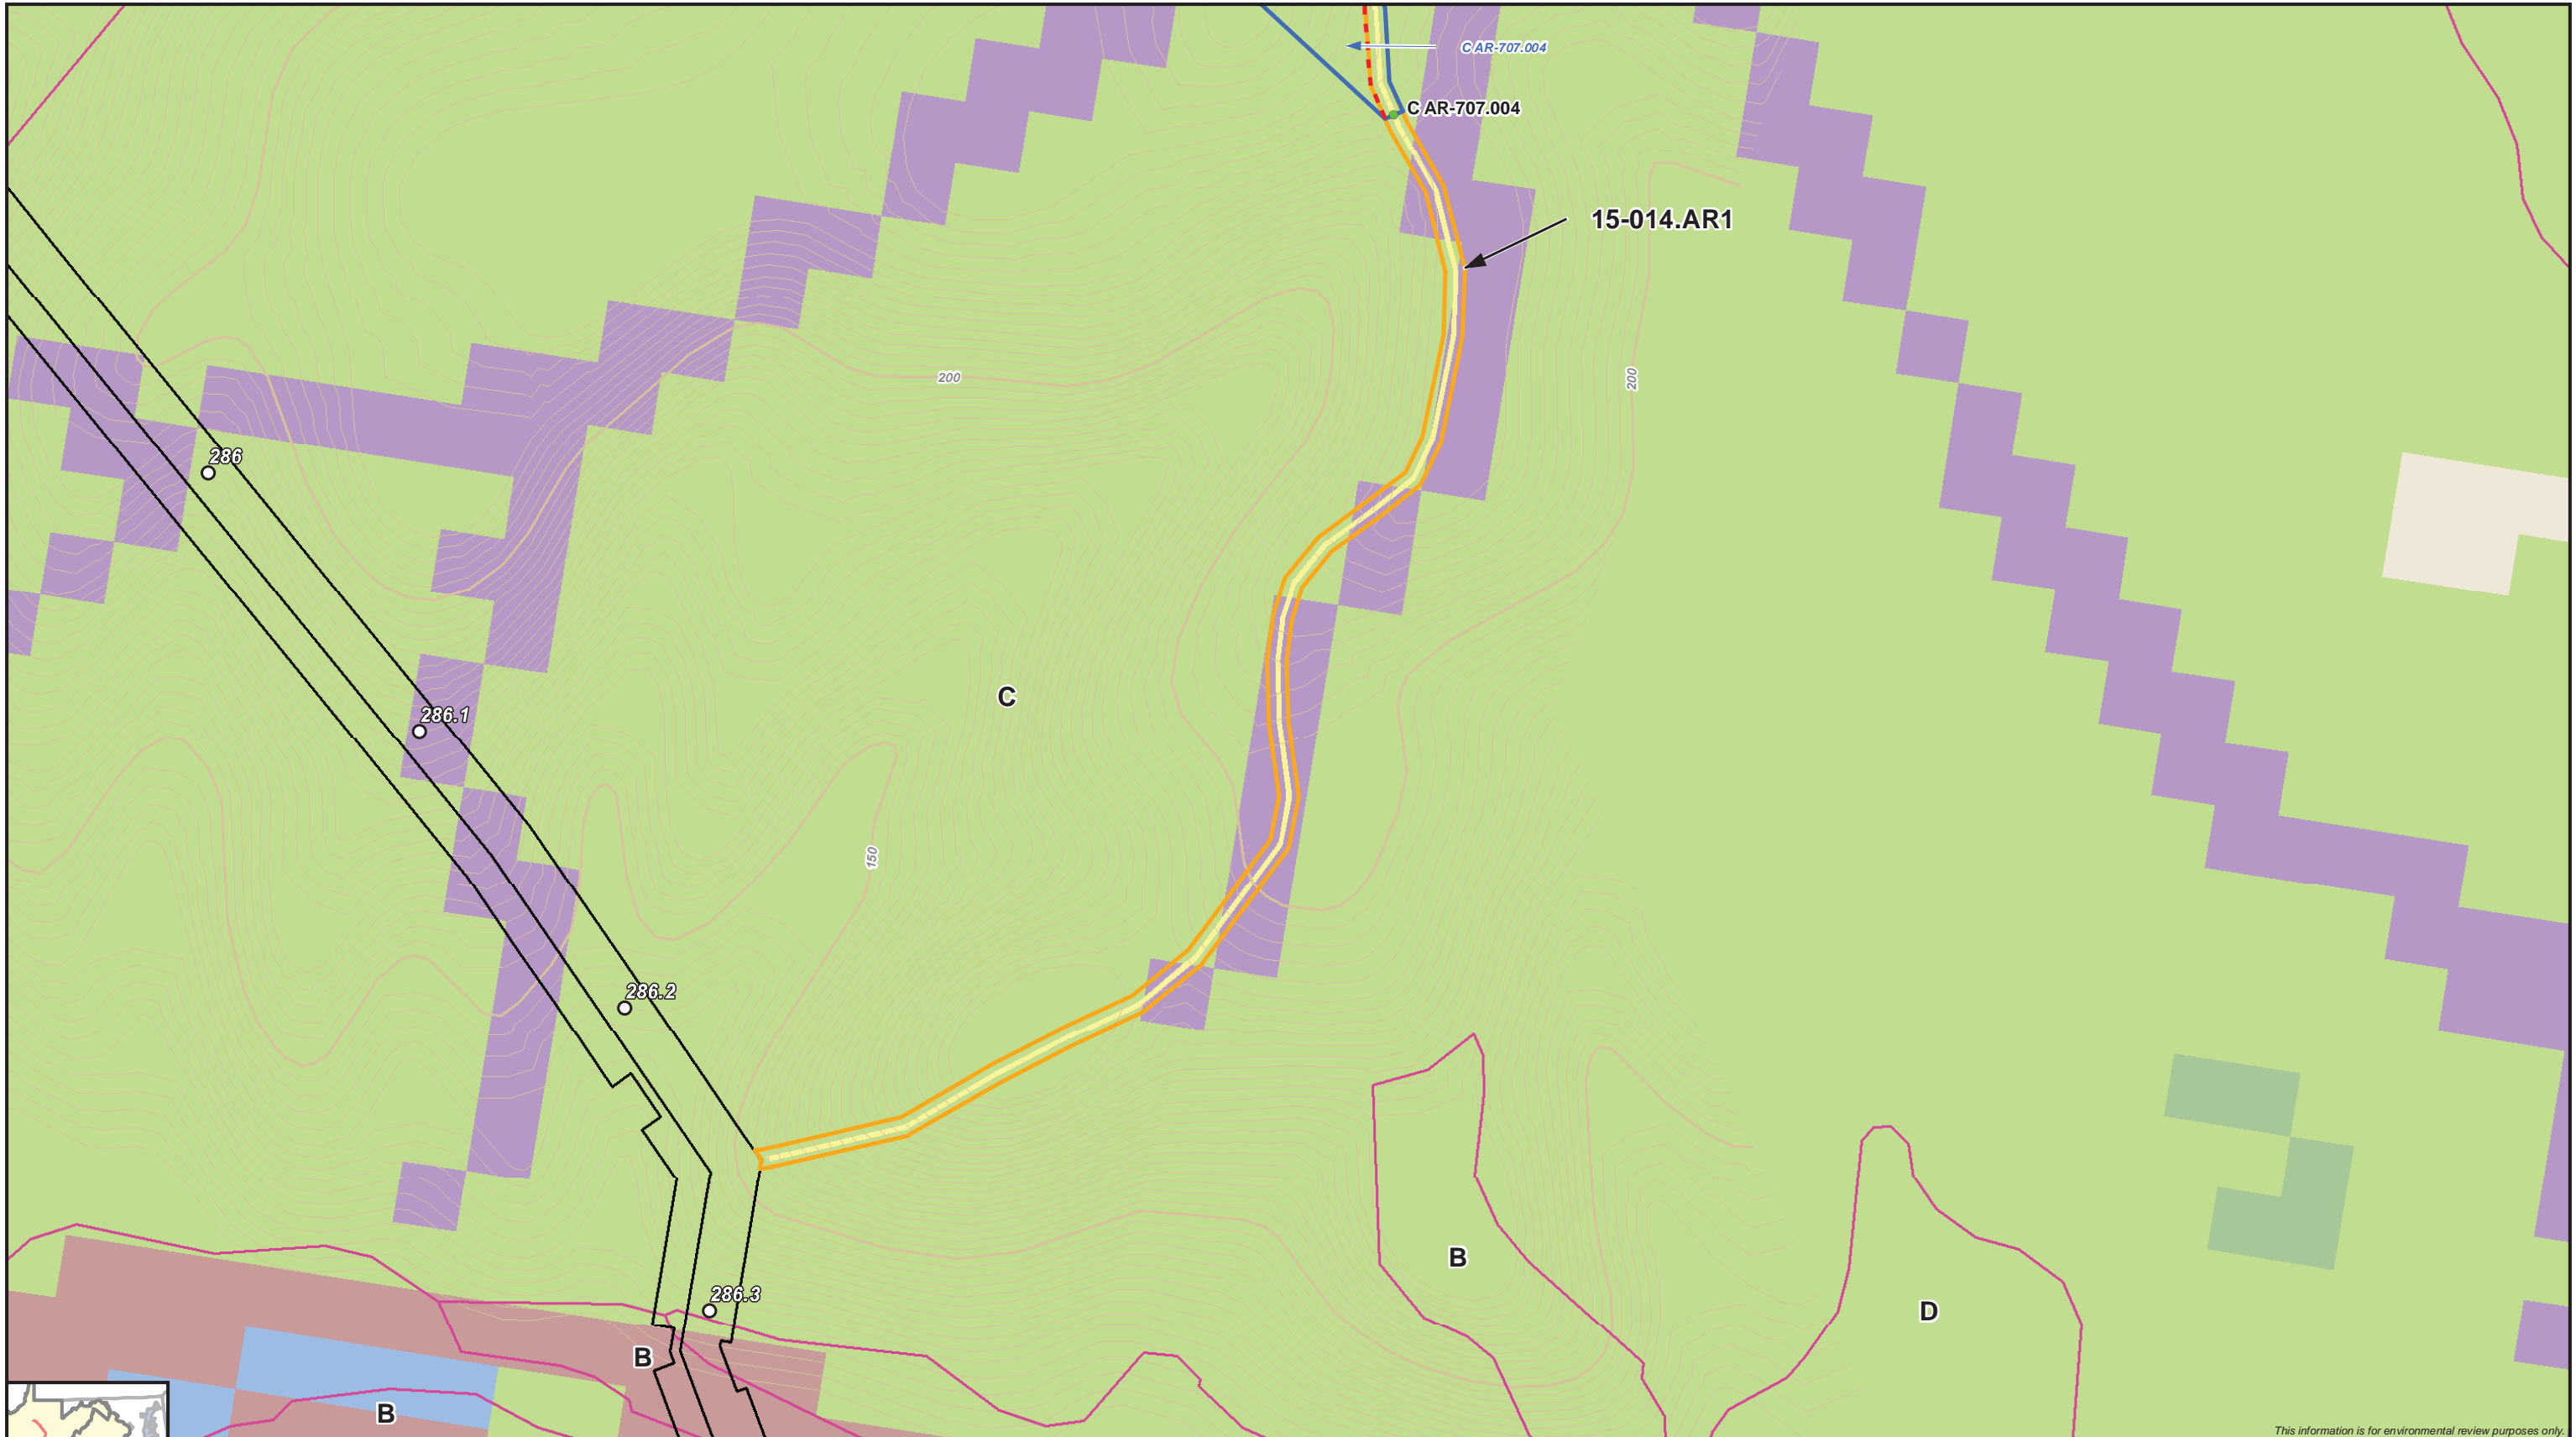 C AR-707.004
C AR-707.004
15-014.AR1
200
200
286
C
286.1
150
286.2
B
286.3
D
B
B
This information is for environmental review purposes only.